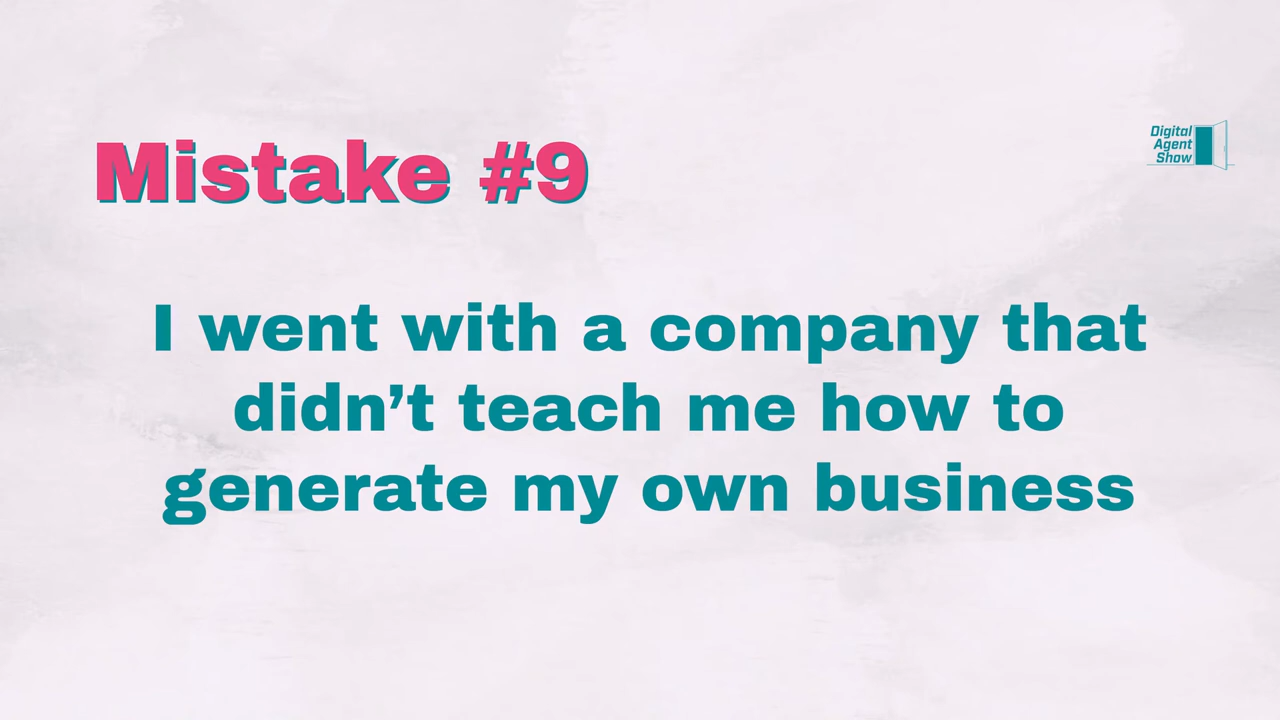 Mistake #9
Digital
Agent
Show
I went with a company that
didn’t teach me how to
generate my own business